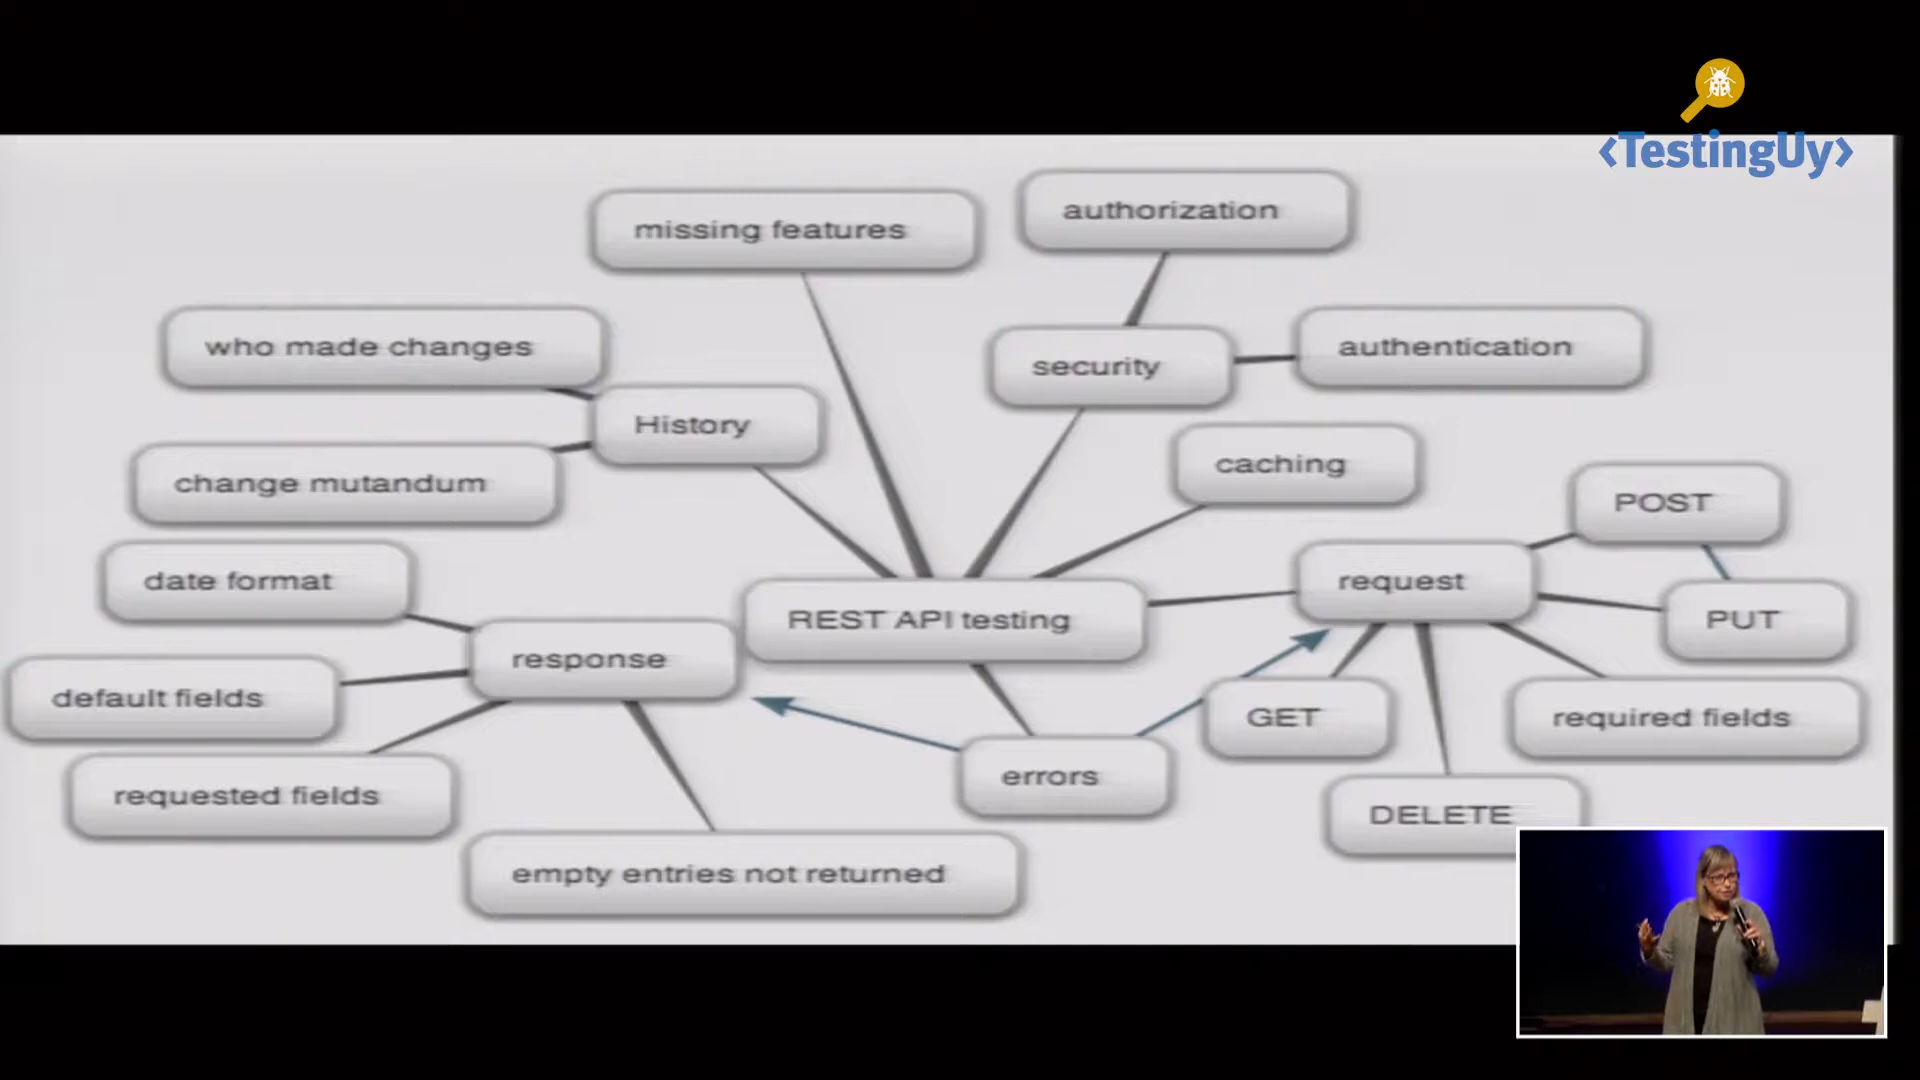 <TestingUy>
missing features
authorization
who made changes
security
authentication
History
change mutandum
caching
POST
date format
REST API testing
request
PUT
response
default fields
GET
required fields
requested fields
errors
DELETE
empty entries not returned